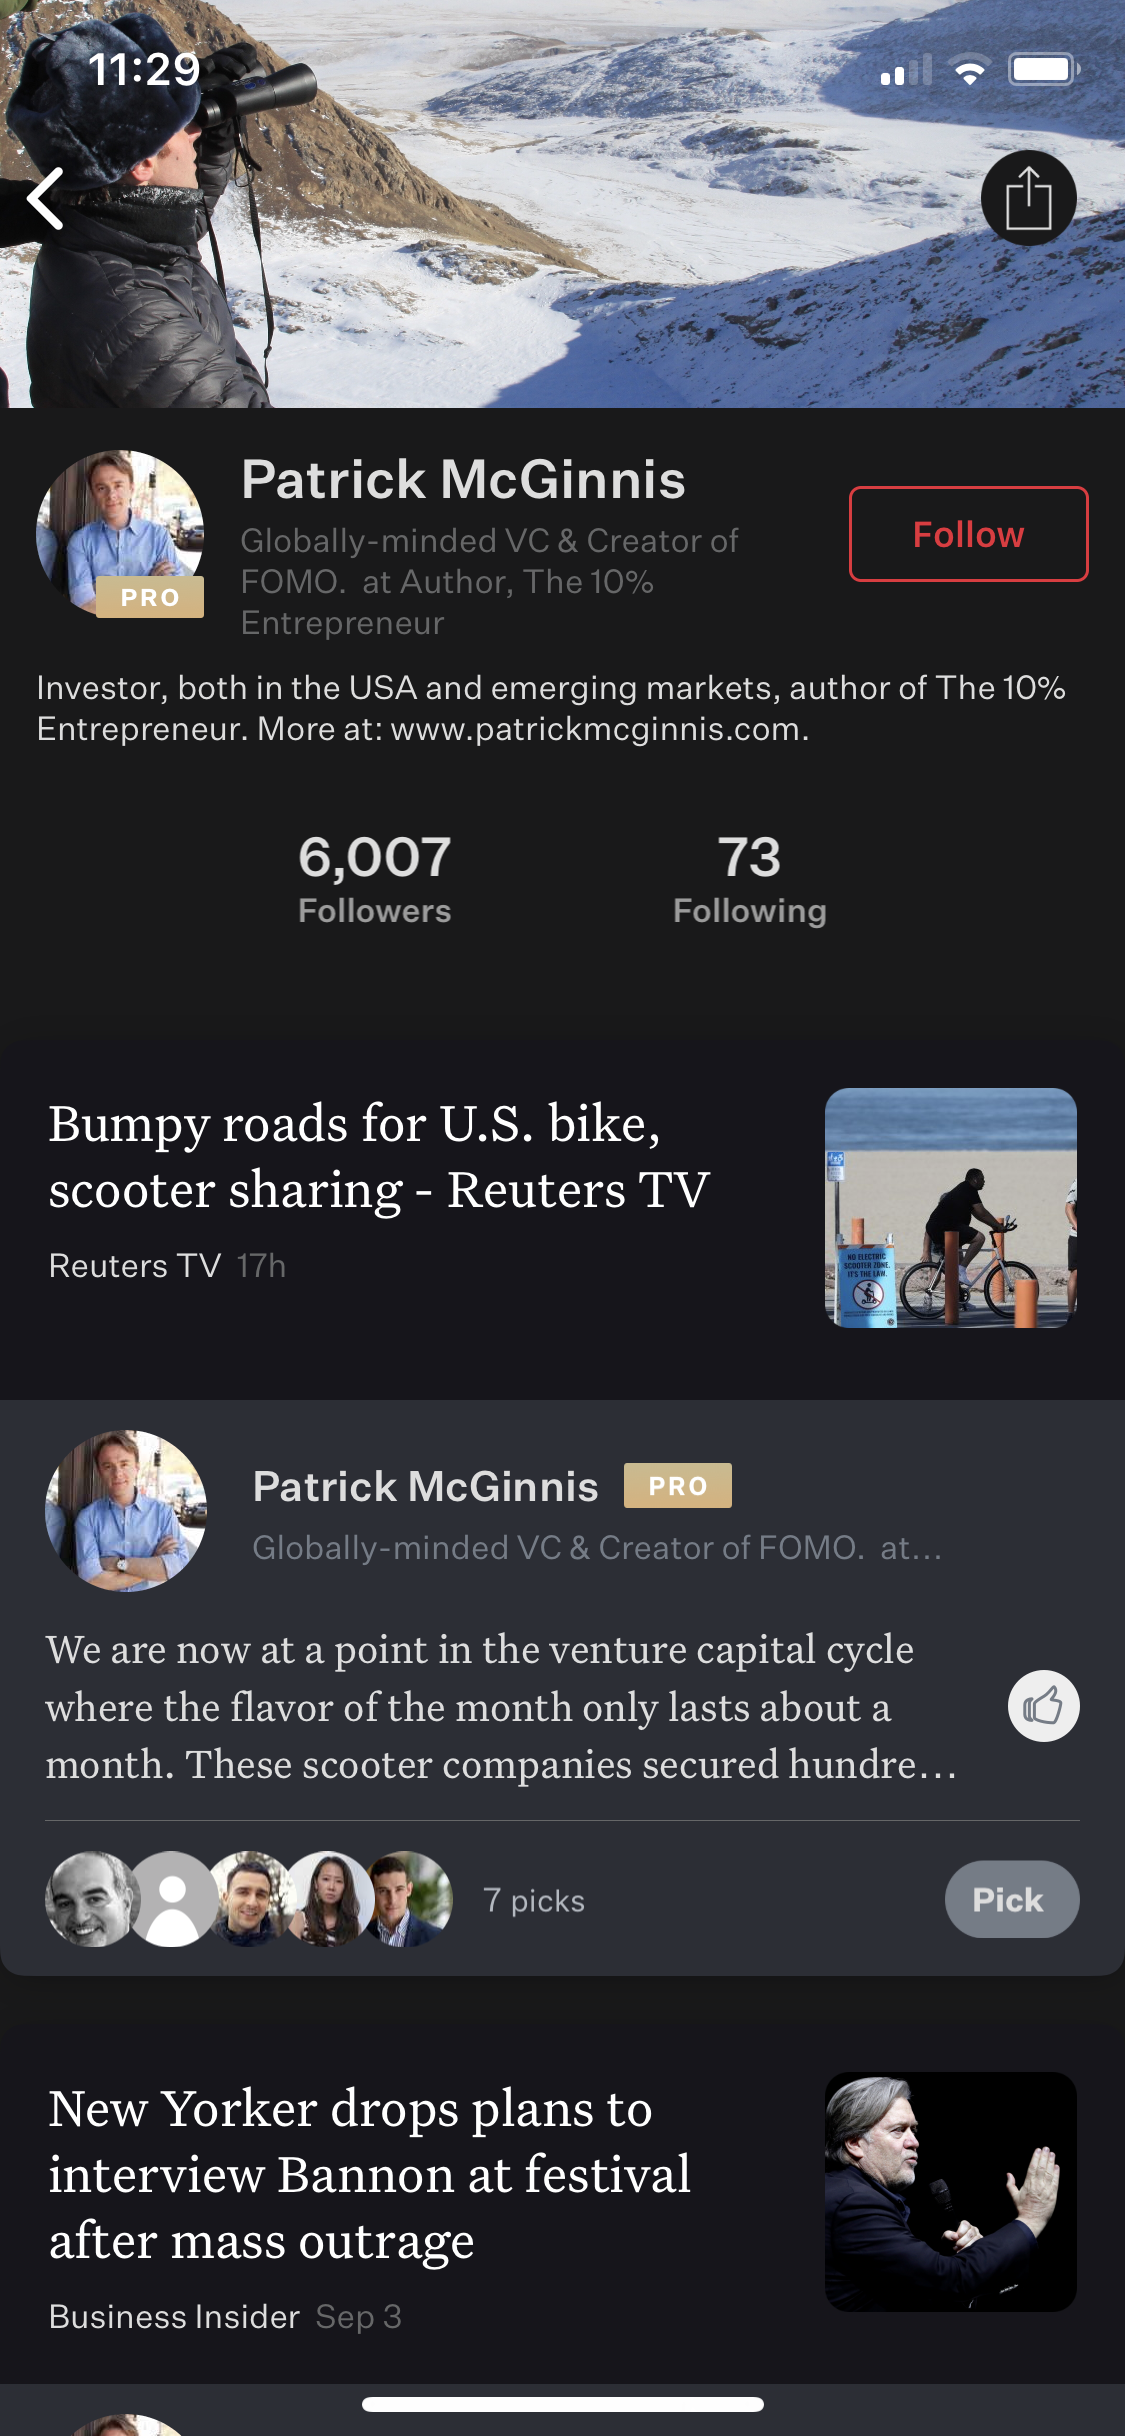 11:29
Patrick McGinnis
Follow
Globally-minded VC & Creator of
FOMO.  at Author, The 10%
Entrepreneur
PRO
Investor, both in the USA and emerging markets, author of The 10%
Entrepreneur. More at: www.patrickmcginnis.com.
6,007
Followers
73
Following
Bumpy roads for U.S. bike,
scooter sharing - Reuters TV
Reuters TV 17h
NO ELECTRIC
SCOOTER ZONE.
IT'S THE LAW.
Patrick McGinnis PRO
Globally-minded VC & Creator of FOMO.  at...
We are now at a point in the venture capital cycle
where the flavor of the month only lasts about a
month. These scooter companies secured hundre...
7 picks
Pick
New Yorker drops plans to
interview Bannon at festival
after mass outrage
Business Insider Sep 3